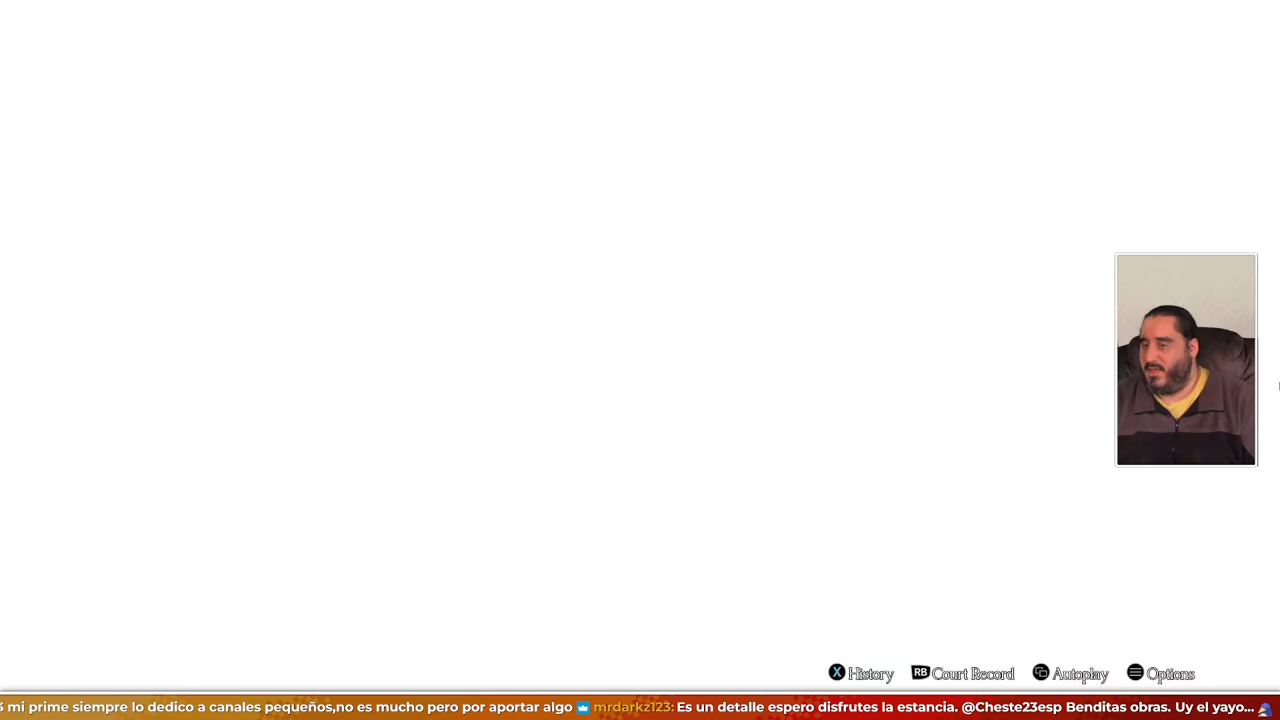 X History RB Court Record Autoplay Options
mi prime siempre lo dedico a canales pequeños,no es mucho pero por aportar algo mrdarkz123: Es un detalle espero disfrutes la estancia. @Cheste23esp Benditas obras. Uy el yayo...